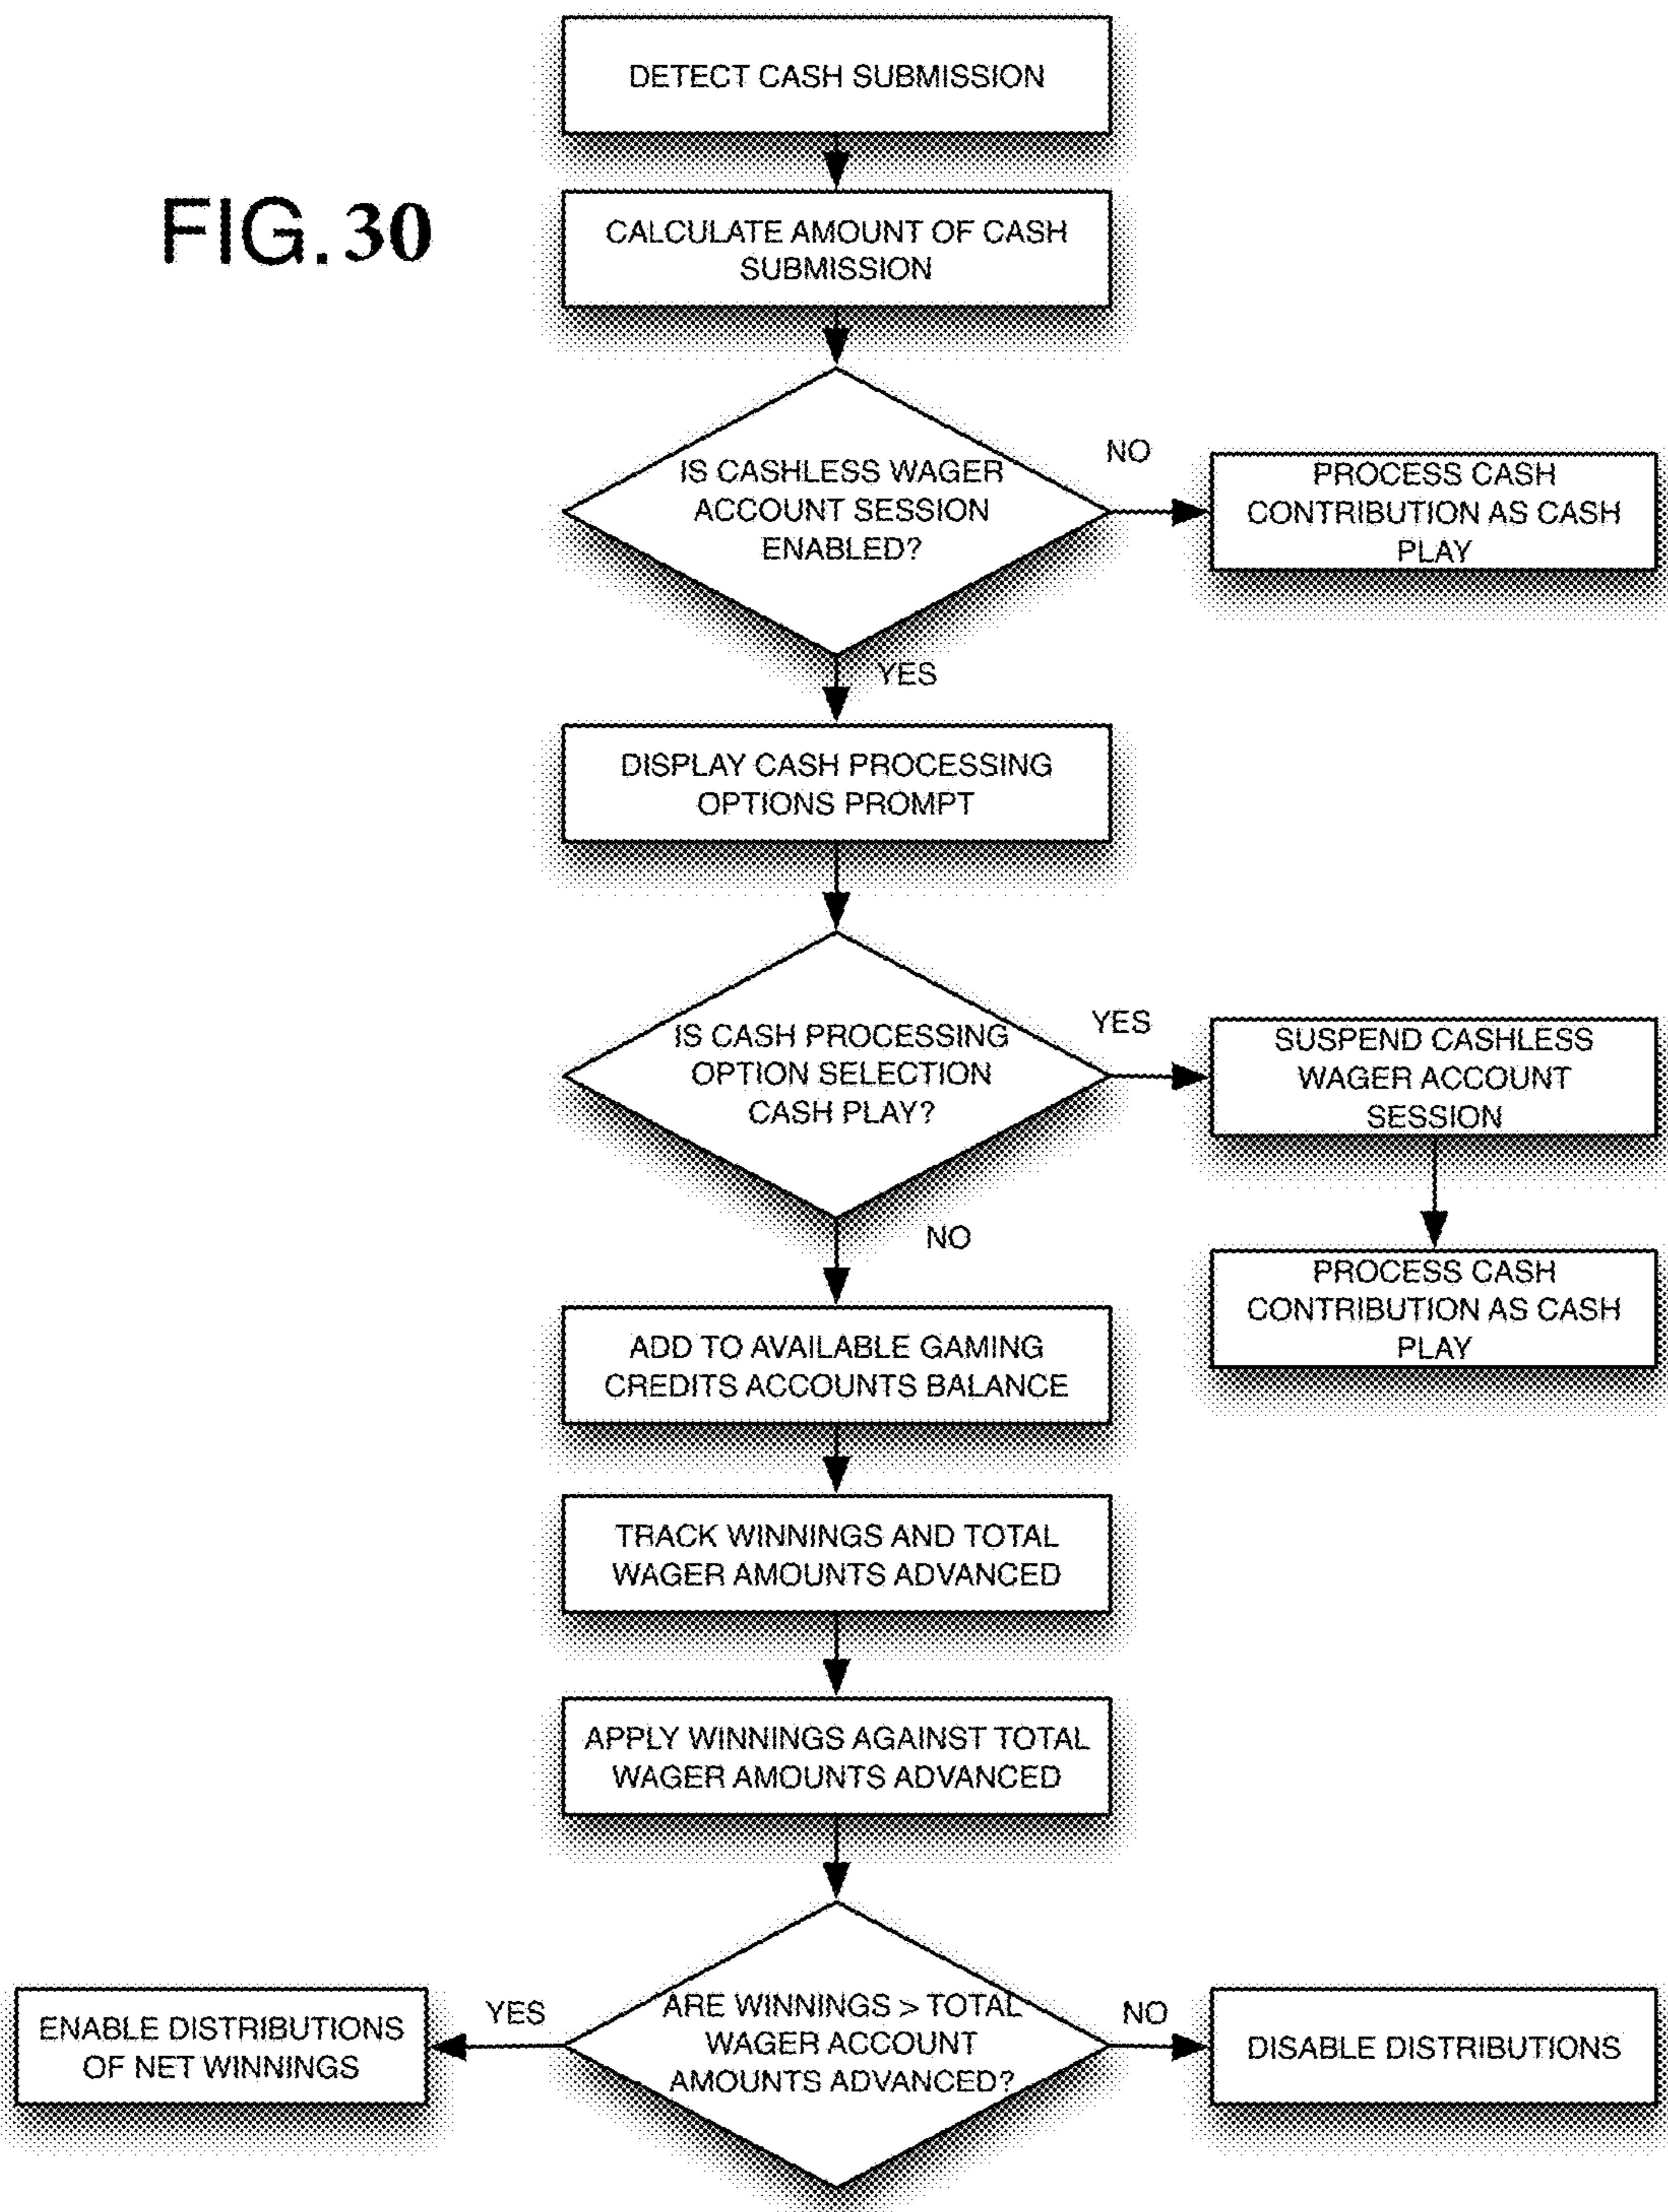 DETECT CASH SUBMISSION
FIG. 30
CALCULATE AMOUNT OF CASH
SUBMISSION
IS CASHLESS WAGER
ACCOUNT SESSION
ENABLED?
NO
PROCESS CASH
CONTRIBUTION AS CASH
PLAY
YES
DISPLAY CASH PROCESSING
OPTIONS PROMPT
IS CASH PROCESSING
OPTION SELECTION
CASH PLAY?
YES
SUSPEND CASHLESS
WAGER ACCOUNT
SESSION
PROCESS CASH
CONTRIBUTION AS CASH
PLAY
NO
ADD TO AVAILABLE GAMING
CREDITS ACCOUNTS BALANCE
TRACK WINNINGS AND TOTAL
WAGER AMOUNTS ADVANCED
APPLY WINNINGS AGAINST TOTAL
WAGER AMOUNTS ADVANCED
ARE WINNINGS > TOTAL
WAGER ACCOUNT
AMOUNTS ADVANCED?
YES
ENABLE DISTRIBUTIONS
OF NET WINNINGS
NO
DISABLE DISTRIBUTIONS